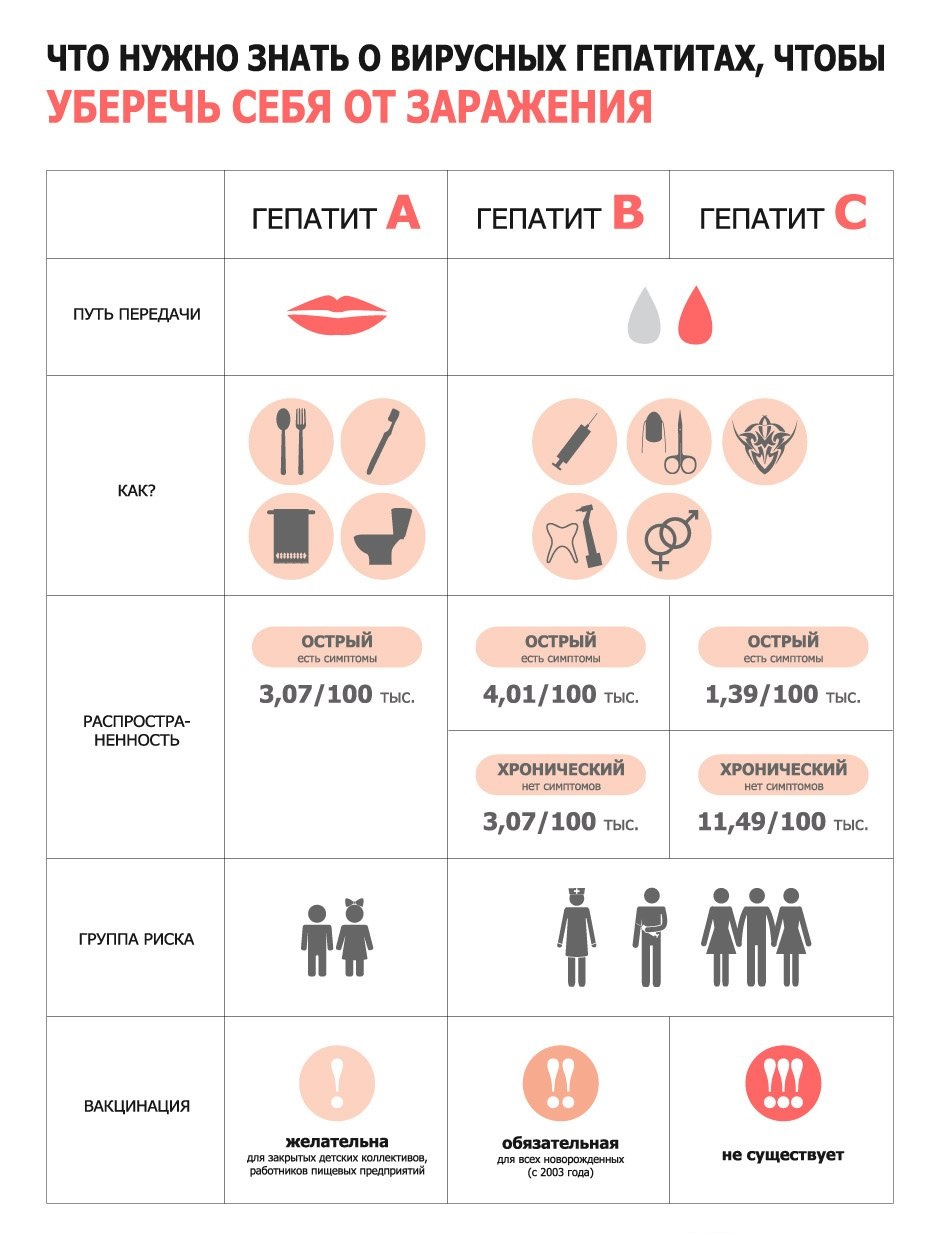 ЧТО НУЖНО ЗНАТЬ О ВИРУСНЫХ ГЕПАТИТАХ, ЧТОБЫ
УБЕРЕЧЬ СЕБЯ ОТ ЗАРАЖЕНИЯ
ГЕПАТИТ A
ГЕПАТИТ B
ГЕПАТИТ C
ПУТЬ ПЕРЕДАЧИ
КАК?
РАСПРОСТРА-
НЕННОСТЬ
ОСТРЫЙ
есть симптомы
3,07/100 тыс.
ОСТРЫЙ
есть симптомы
4,01/100 тыс.
ОСТРЫЙ
есть симптомы
1,39/100 тыс.
ХРОНИЧЕСКИЙ
нет симптомов
3,07/100 тыс.
ХРОНИЧЕСКИЙ
нет симптомов
11,49/100 тыс.
ГРУППА РИСКА
ВАКЦИНАЦИЯ
!
желательна
для закрытых детских коллективов,
работников пищевых предприятий
!!
обязательная
для всех новорожденных
(с 2003 года)
!!!
не существует